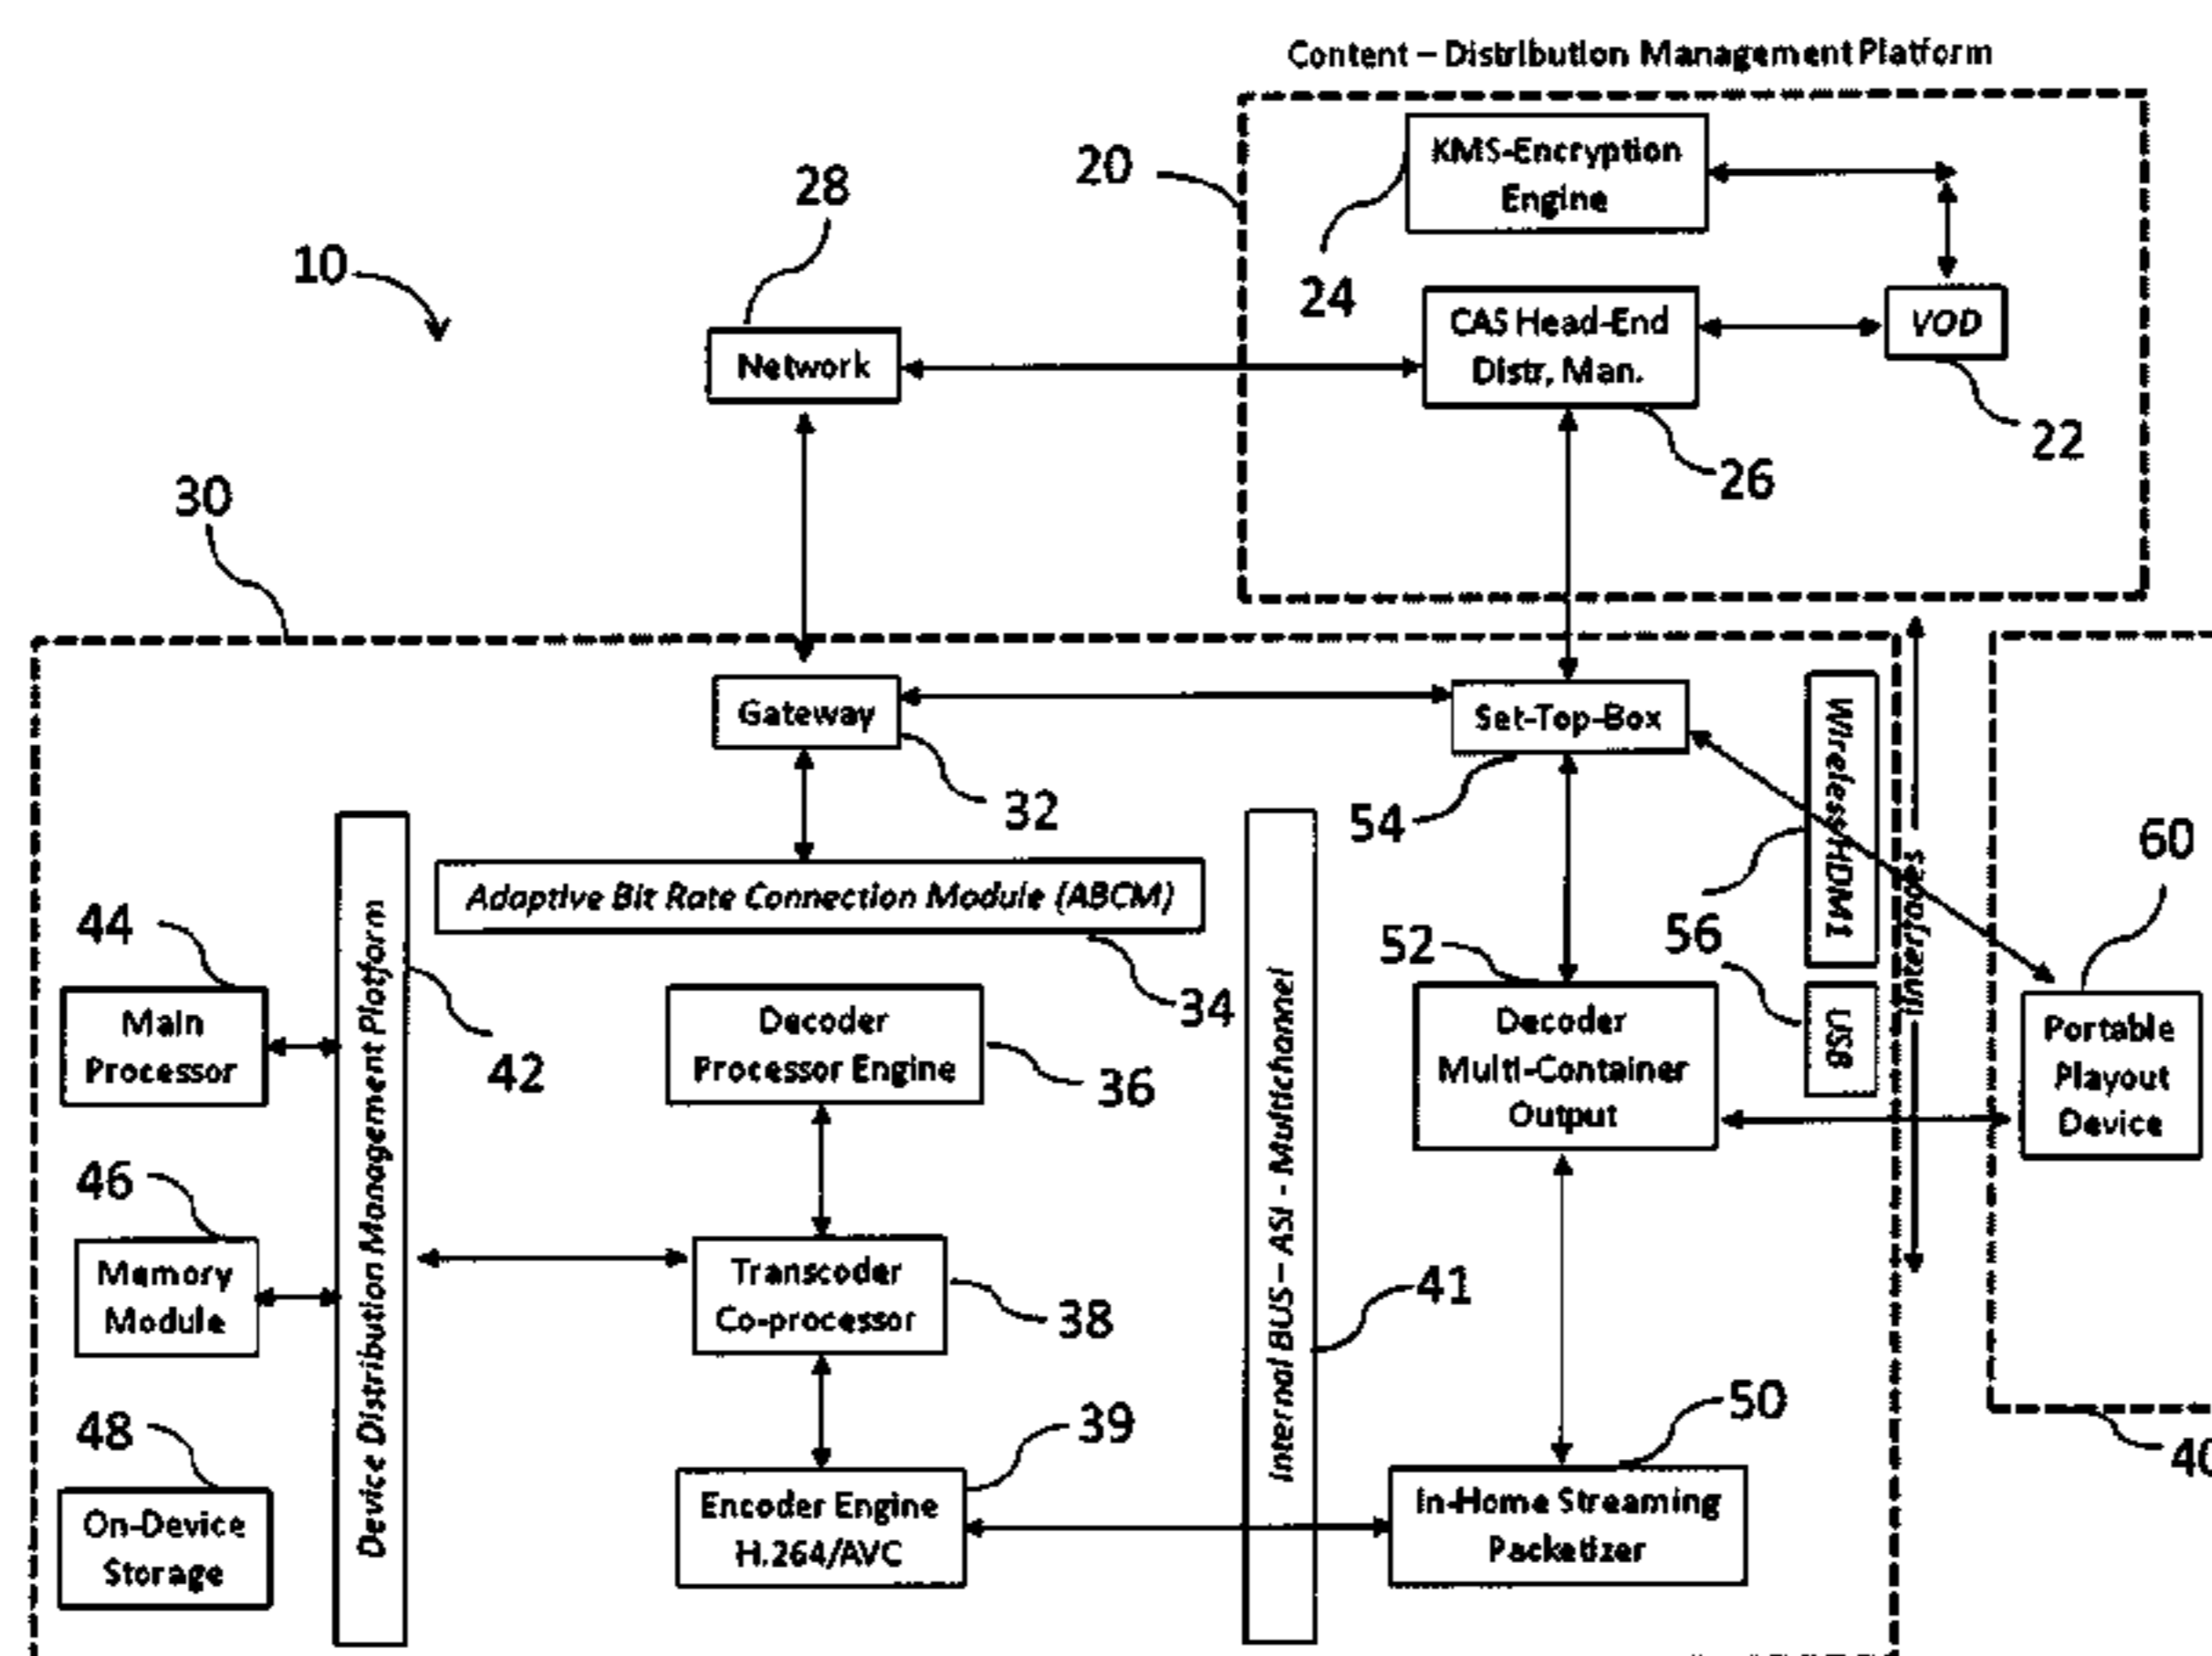 Content – Distribution Management Platform
20
KMS-Encryption
Engine
24
28
10
Network
CAS Head-End
Distr. Man.
VOD
22
26
30
Gateway
32
Set-Top-Box
54
Wireless/HDM1
Interfaces
60
Adaptive Bit Rate Connection Module (ABCM)
34
44
Main
Processor
Device Distribution Management Platform
42
Decoder
Processor Engine
36
Internal BUS – ASI - Multichannel
41
52
Decoder
Multi-Container
Output
56
USB
Portable
Playout
Device
46
Memory
Module
Transcoder
Co-processor
38
48
On-Device
Storage
39
Encoder Engine
H.264/AVC
50
In-Home Streaming
Packetizer
40